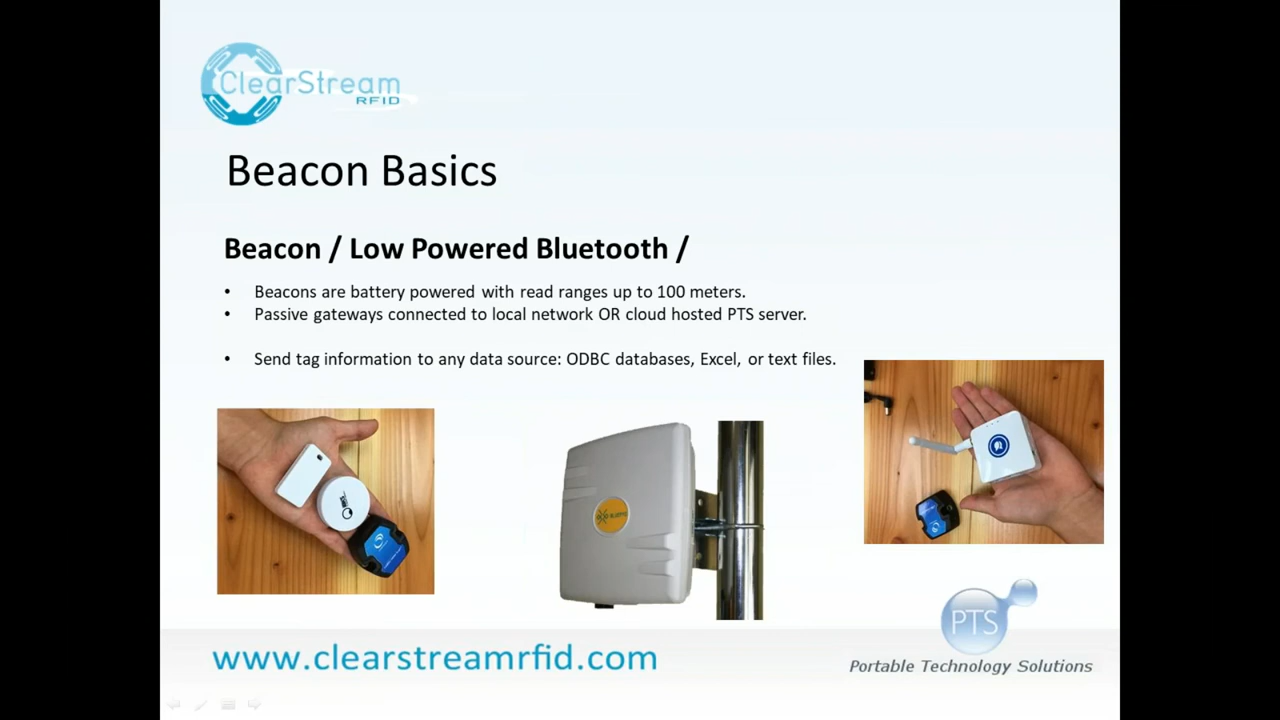 ClearStream
RFID
Beacon Basics
Beacon / Low Powered Bluetooth /
• Beacons are battery powered with read ranges up to 100 meters.
• Passive gateways connected to local network OR cloud hosted PTS server.
• Send tag information to any data source: ODBC databases, Excel, or text files.
www.clearstreamrfid.com
PTS
Portable Technology Solutions